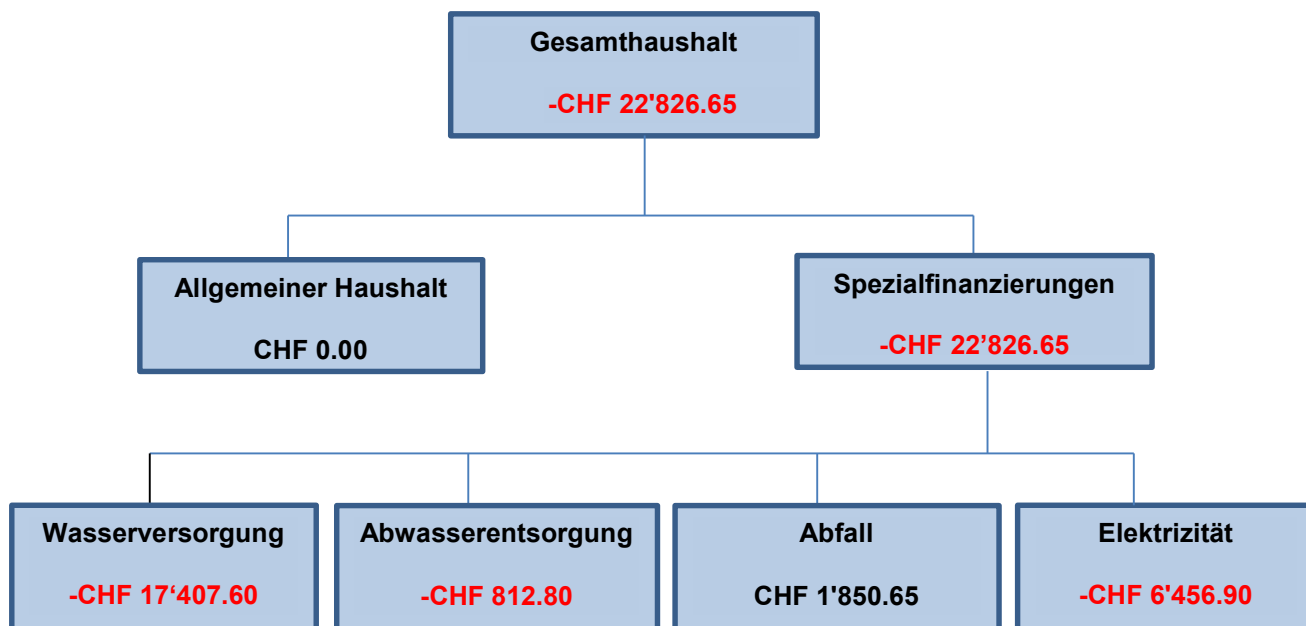 Gesamthaushalt
-CHF 22'826.65
Allgemeiner Haushalt
CHF 0.00
Spezialfinanzierungen
-CHF 22’826.65
Wasserversorgung
-CHF 17‘407.60
Abwasserentsorgung
-CHF 812.80
Abfall
CHF 1'850.65
Elektrizität
-CHF 6'456.90